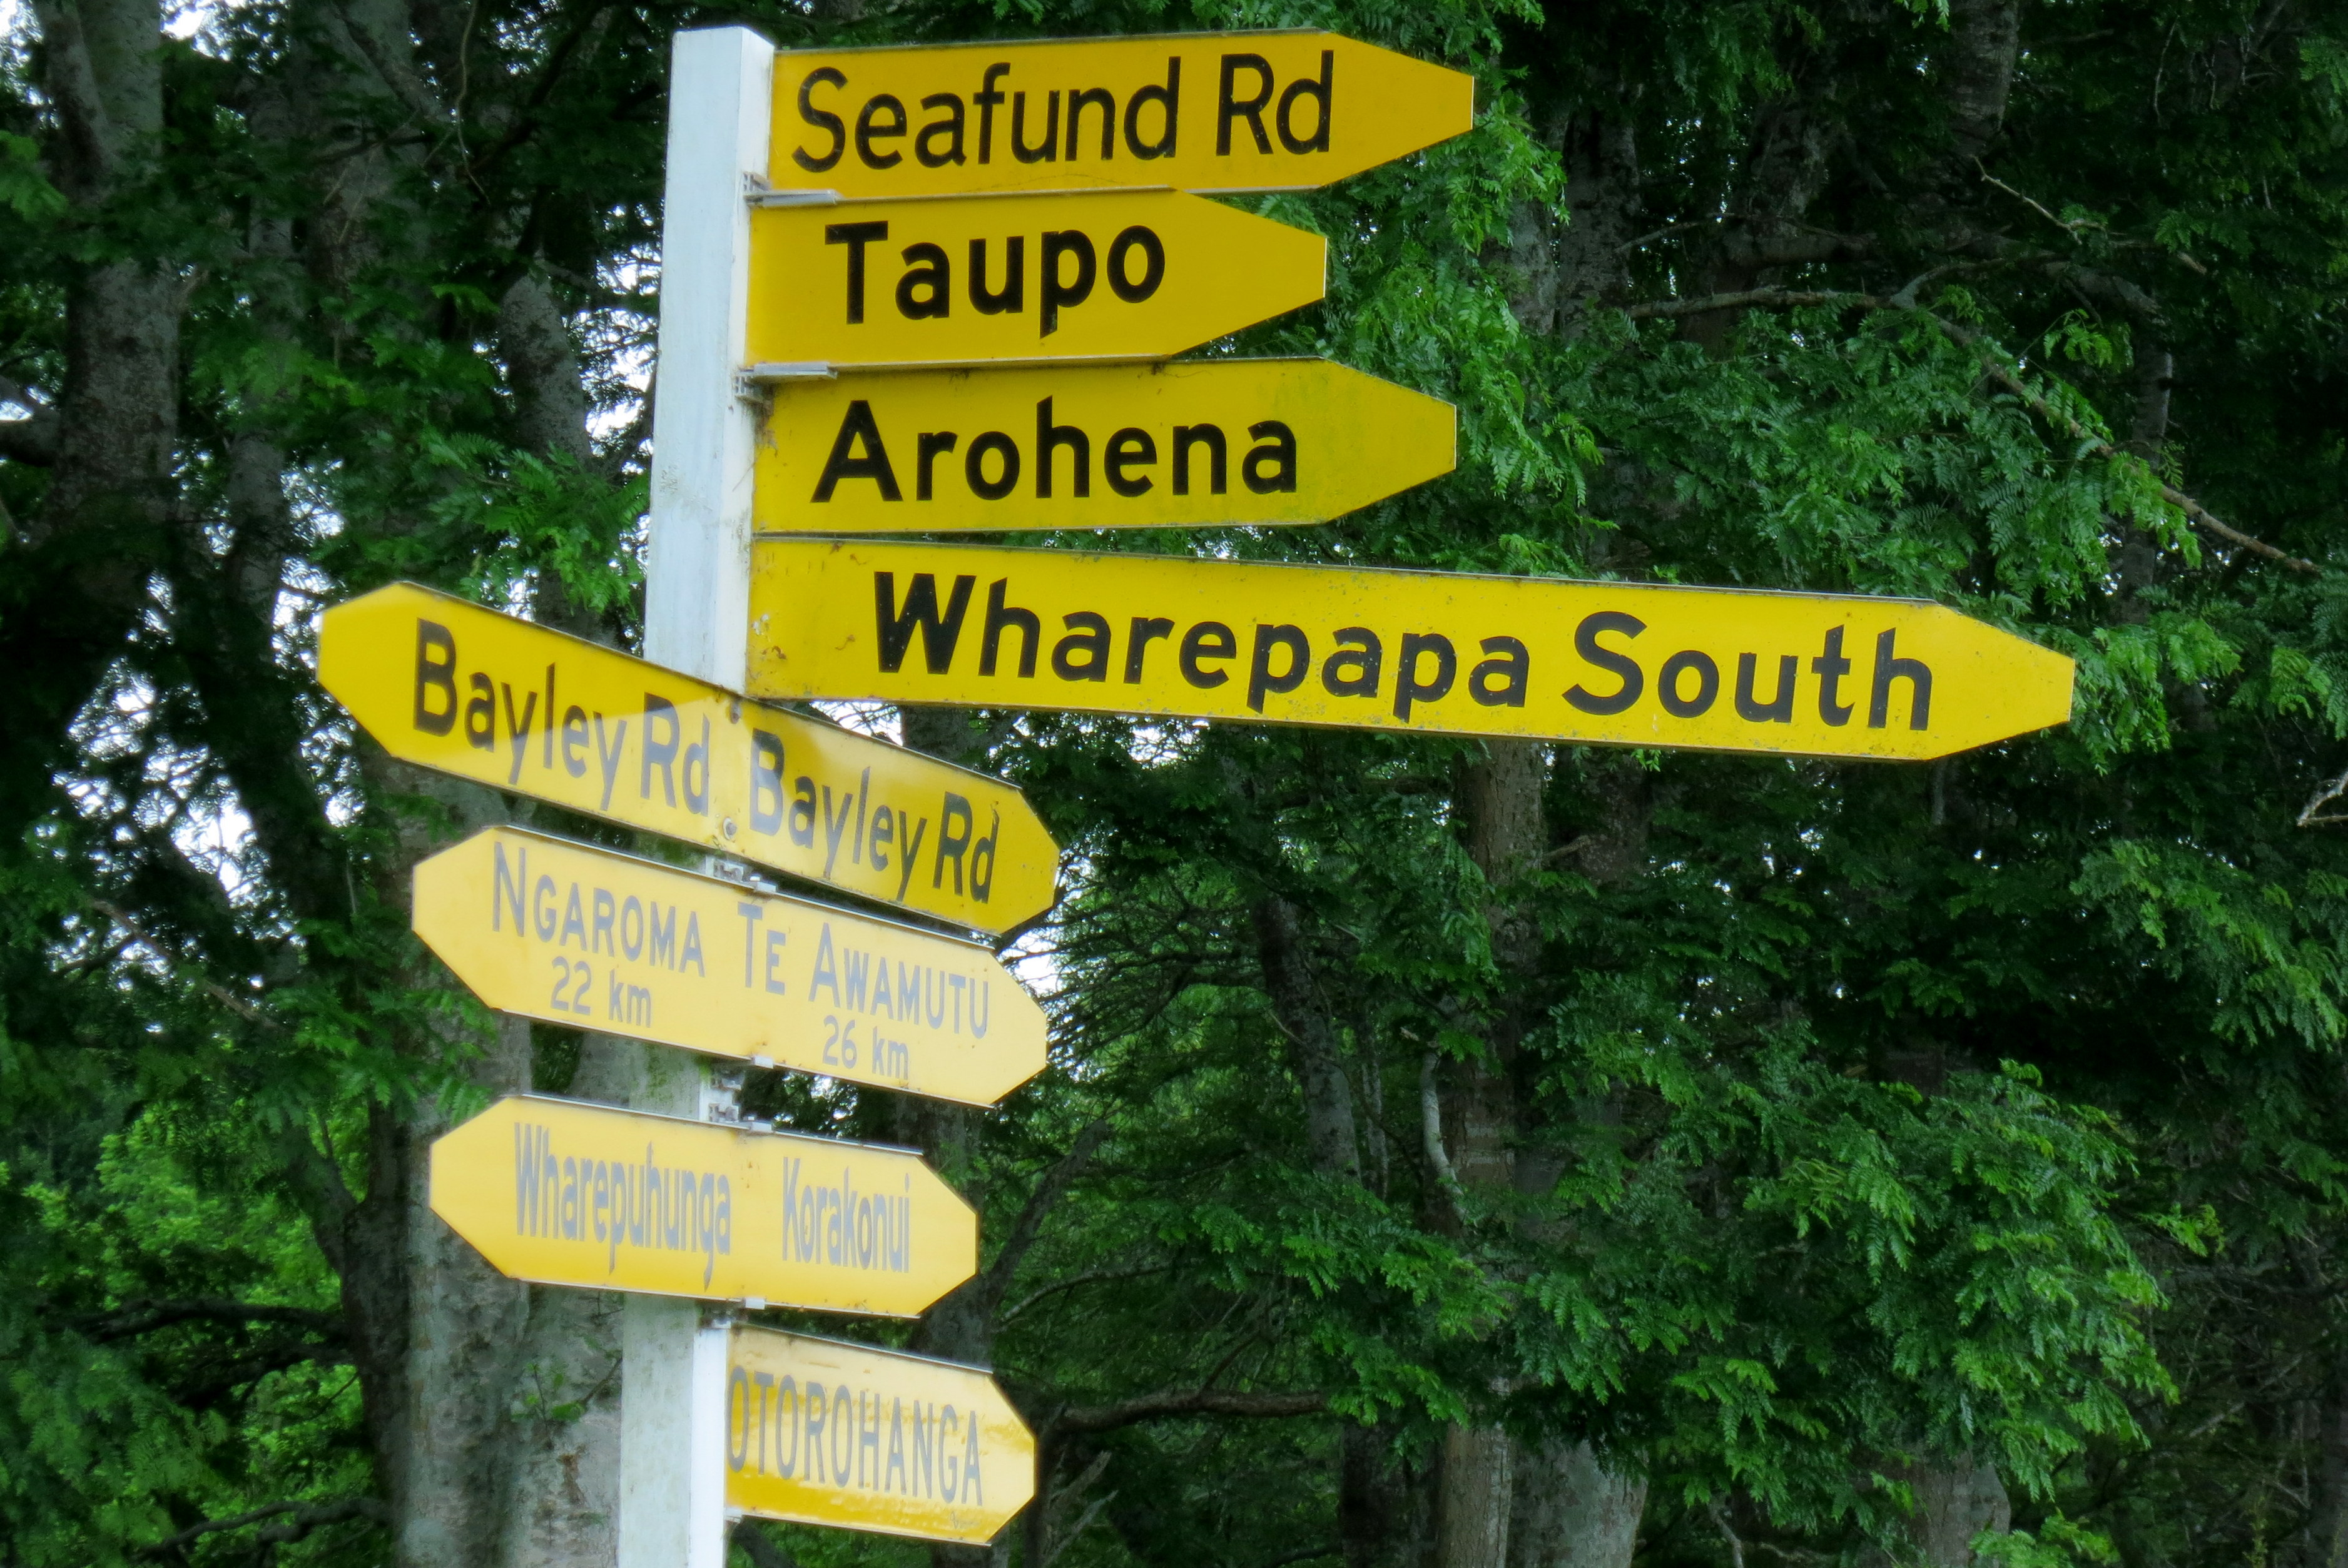 Seafund Rd
Taupo
Arohena
Wharepapa South
Bayley Rd Bayley Rd
NGAROMA TE AWAMUTU
22 km 26 km
Wharepuhunga Korakonui
OTOROHANGA